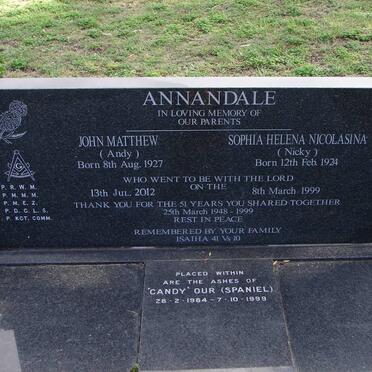 ANNANDALE
IN LOVING MEMORY OF
OUR PARENTS
JOHN MATTHEW
( Andy )
Born 8th Aug. 1927
SOPHIA HELENA NICOLASINA
( Nicky )
Born 12th Feb. 1924
WHO WENT TO BE WITH THE LORD
ON THE
13th JUL. 2012
8th March 1999
THANK YOU FOR THE 51 YEARS YOU SHARED TOGETHER
25th March 1948 - 1999
REST IN PEACE
REMEMBERED BY YOUR FAMILY
ISAIHA 41 Vs 10
G
P. R. W. M.
P. M. M. M.
P. M. E. Z.
P. D. G. L. S.
P. KGT. COMM.
PLACED WITHIN
ARE THE ASHES OF
"CANDY" OUR (SPANIEL)
28-2-1984-7-10-1999